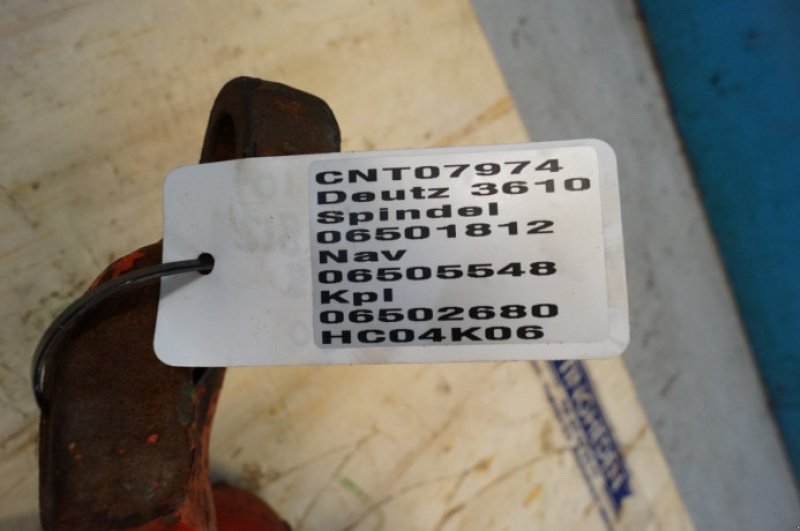 CNT07974
Deutz 3610
Spindel
06501812
Nav
06505548
Kpl
06502680
HC04K06